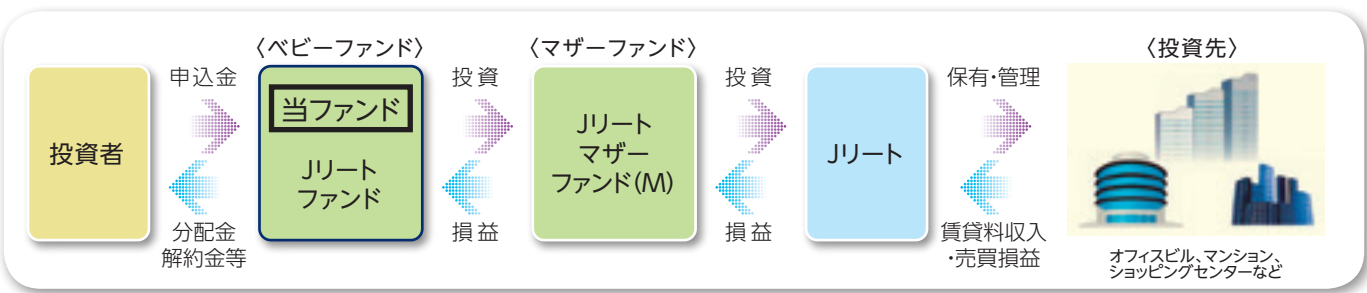 投資者
申込金
分配金
解約金等
〈ベビーファンド〉
当ファンド
Jリート
ファンド
投資
損益
〈マザーファンド〉
Jリート
マザー
ファンド(M)
投資
損益
Jリート
保有・管理
賃貸料収入
・売買損益
〈投資先〉
オフィスビル、マンション、
ショッピングセンターなど